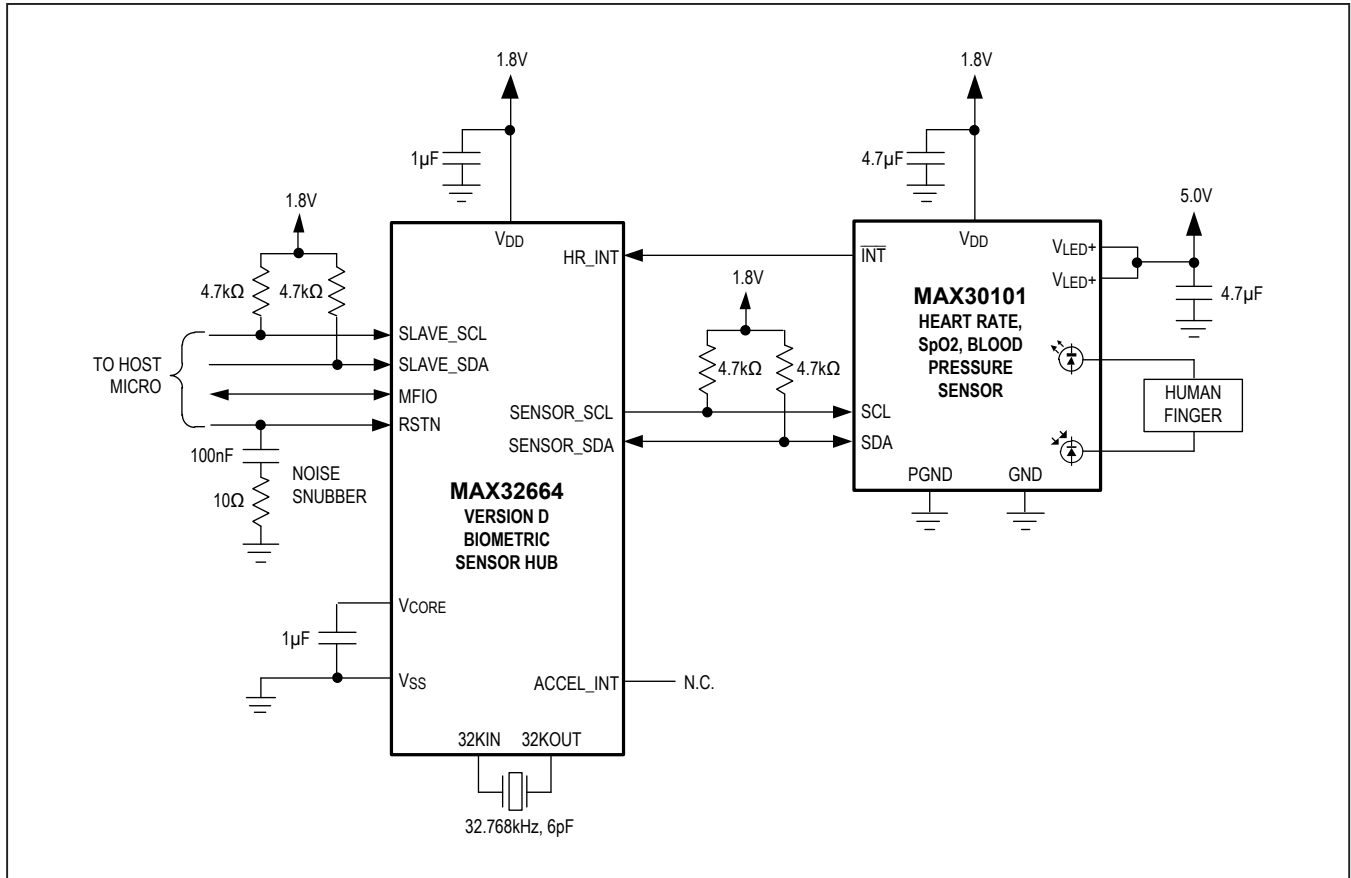 1.8V
1.8V
1µF
4.7µF
1.8V
5.0V
VDD
HR_INT
INT
VDD
VLED+
VLED+
4.7kΩ
4.7kΩ
1.8V
4.7µF
MAX30101
HEART RATE,
SpO2, BLOOD
PRESSURE
SENSOR
SLAVE_SCL
SLAVE_SDA
MFIO
RSTN
TO HOST
MICRO
4.7kΩ
4.7kΩ
HUMAN
FINGER
SENSOR_SCL
SENSOR_SDA
SCL
SDA
PGND
GND
100nF
10Ω
NOISE
SNUBBER
MAX32664
VERSION D
BIOMETRIC
SENSOR HUB
VCORE
1µF
VSS
ACCEL_INT
N.C.
32KIN
32KOUT
32.768kHz, 6pF